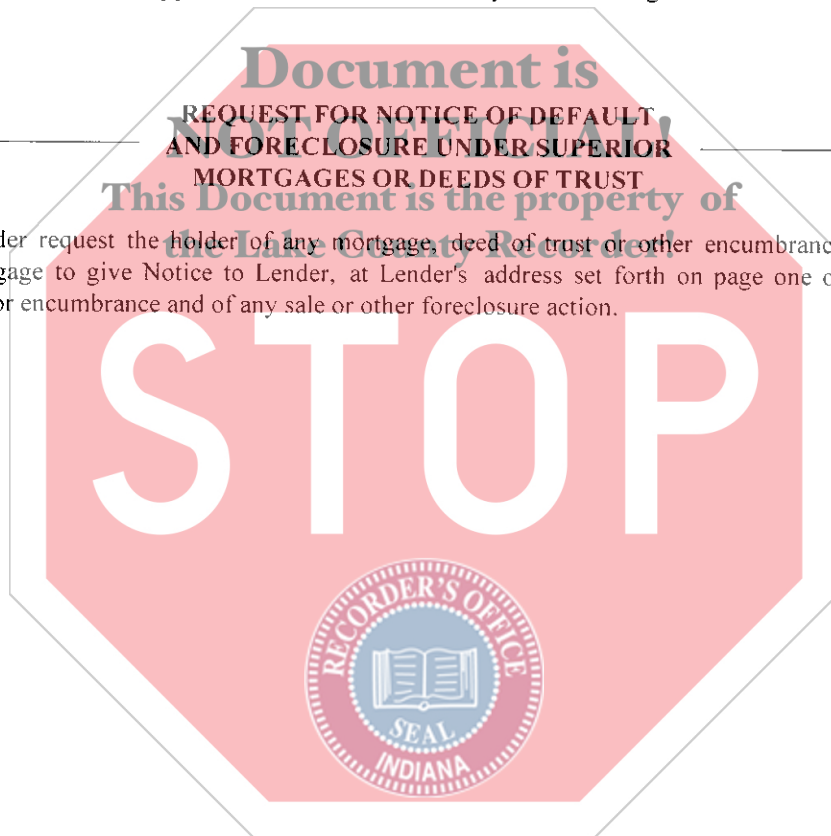 Document is
REQUEST FOR NOTICE OF DEFAULT
NOT OFFICIAL!
AND FORECLOSURE UNDER SUPERIOR
MORTGAGES OR DEEDS OF TRUST
This Document is the property of
der request the holder of any mortgage, deed of trust or other encumbranc
the Lake County Recorder!
gage to give Notice to Lender, at Lender's address set forth on page one o
or encumbrance and of any sale or other foreclosure action.
STOP
RECORDER'S OFFICE
SEAL
INDIANA